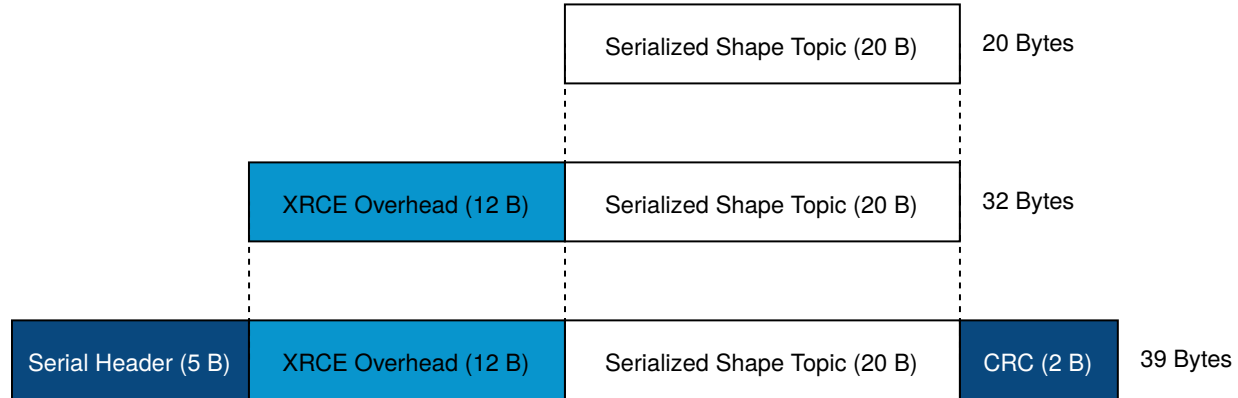 Serialized Shape Topic (20 B) 20 Bytes
XRCE Overhead (12 B) Serialized Shape Topic (20 B) 32 Bytes
Serial Header (5 B) XRCE Overhead (12 B) Serialized Shape Topic (20 B) CRC (2 B) 39 Bytes